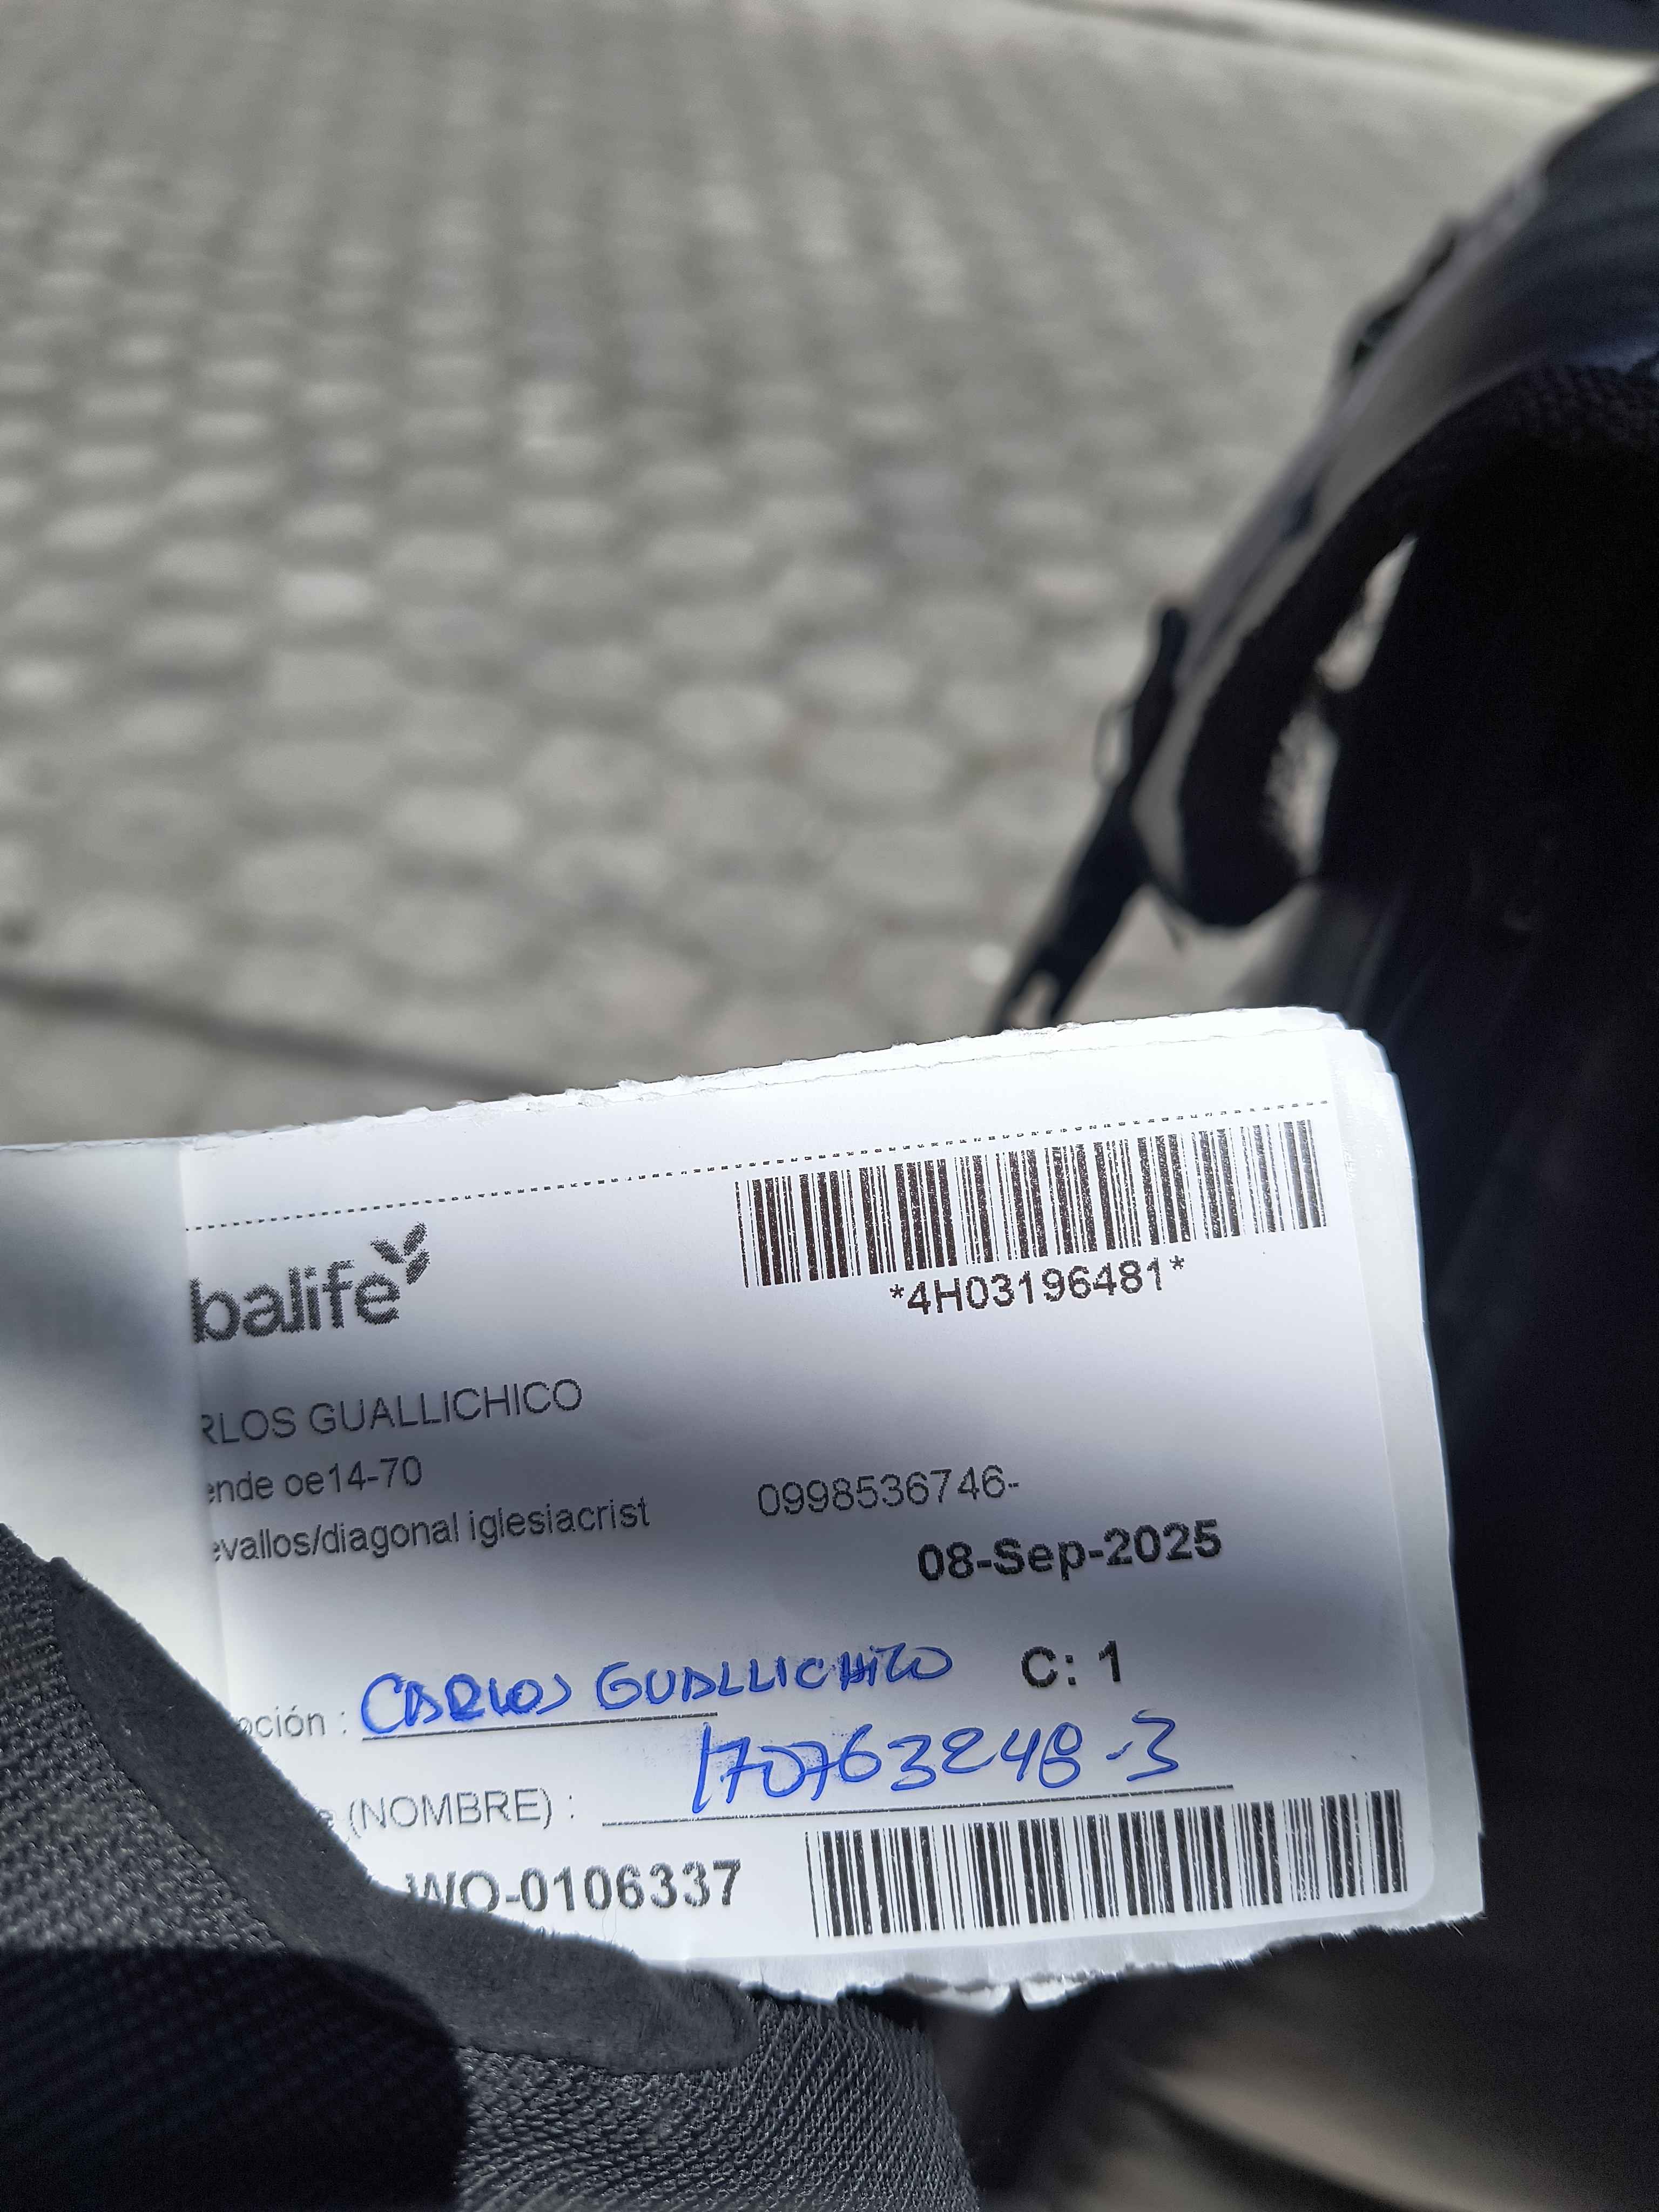 balife
*4H03196481*
RLOS GUALLICHICO
ende oe14-70
evallos/diagonal iglesiacrist
0998536746-
08-Sep-2025
pción : CARLOS GUALLICHICO C: 1
170763248-3
e (NOMBRE) :
WO-0106337